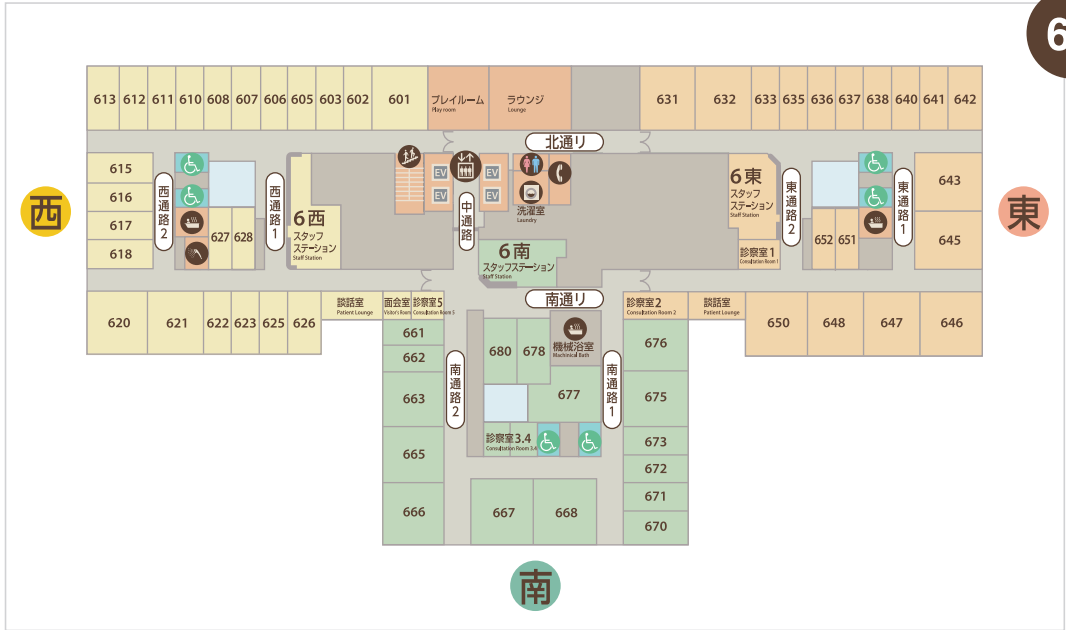 6
613 612 611 610 608 607 606 605 603 602 601
プレイルーム
Play room
ラウンジ
Lounge
631 632 633 635 636 637 638 640 641 642
北通り
EV
EV
EV
EV
中通路
洗濯室
Laundry
西
615
616
617
618
西通路2
627 628
西通路1
6西
スタッフ
ステーション
Staff Station
6南
スタッフステーション
Staff Station
6東
スタッフ
ステーション
Staff Station
診察室1
Consultation Room 1
東通路2
652 651
東通路1
643
645
東
620 621 622 623 625 626
談話室
Patient Lounge
面会室
Visitor's Room
診察室5
Consultation Room 5
南通り
診察室2
Consultation Room 2
談話室
Patient Lounge
650 648 647 646
661
662
663
665
666
南通路2
680 678
機械浴室
Machinical Bath
677
診察室3.4
Consultation Room 3.4
南通路1
676
675
673
672
671
670
667 668
南